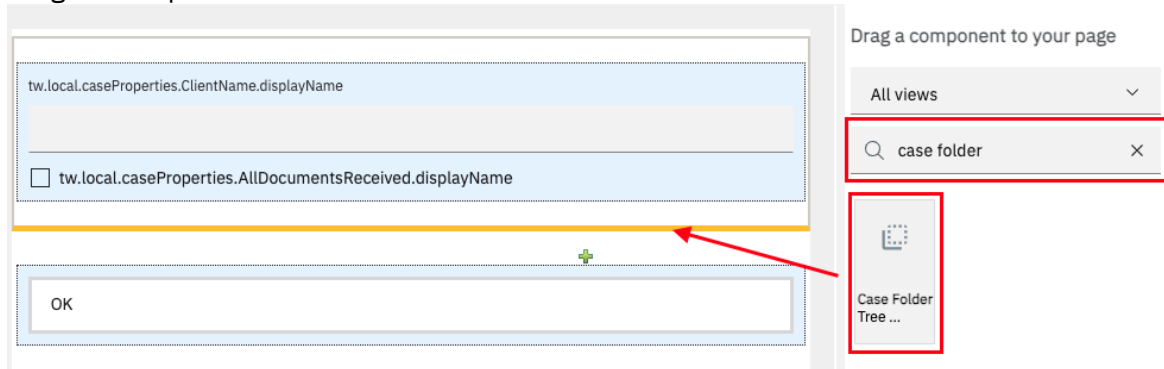 Drag a component to your page
tw.local.caseProperties.ClientName.displayName
All views
case folder
tw.local.caseProperties.AllDocumentsReceived.displayName
OK
Case Folder
Tree ...